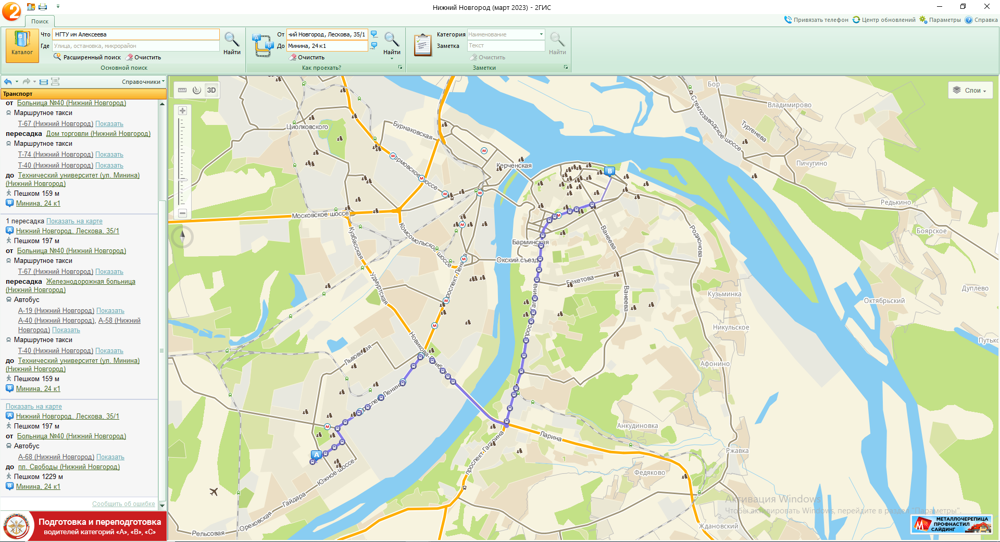 Нижний Новгород (март 2023) - 2ГИС
Поиск
Привязать телефон
Центр обновлений
Параметры
Справка
Каталог
Что
НГТУ им Алексеева
Где
Улица, остановка, микрорайон
Найти
Расширенный поиск
Очистить
Основной поиск
От
ий Новгород, Лескова, 35/1
До
Минина, 24 к1
Найти
Очистить
Как проехать?
Категория
Наименование
Заметка
Текст
Найти
Очистить
Заметки
Справочники
Транспорт
от Больница №40 (Нижний Новгород)
Маршрутное такси
Т-67 (Нижний Новгород) Показать
пересадка Дом торговли (Нижний Новгород)
Маршрутное такси
Т-74 (Нижний Новгород) Показать
Т-40 (Нижний Новгород) Показать
до Технический университет (ул. Минина)
(Нижний Новгород)
Пешком 159 м
B Минина, 24 к1
1 пересадка Показать на карте
A Нижний Новгород, Лескова, 35/1
Пешком 197 м
от Больница №40 (Нижний Новгород)
Маршрутное такси
Т-67 (Нижний Новгород) Показать
пересадка Железнодорожная больница
(Нижний Новгород)
Автобус
А-19 (Нижний Новгород) Показать
А-40 (Нижний Новгород), А-58 (Нижний
Новгород) Показать
Маршрутное такси
Т-40 (Нижний Новгород) Показать
до Технический университет (ул. Минина)
(Нижний Новгород)
Пешком 159 м
B Минина, 24 к1
Показать на карте
A Нижний Новгород, Лескова, 35/1
Пешком 197 м
от Больница №40 (Нижний Новгород)
Автобус
А-68 (Нижний Новгород) Показать
до пл. Свободы (Нижний Новгород)
Пешком 1229 м
B Минина, 24 к1
Сообщить об ошибке
Подготовка и переподготовка
водителей категорий «А», «В», «С»
3D
Слои
Бор
Владимирово
Стеклозаводское шоссе
Тургенева
Циолковского
Бурнаковская
Пичугино
Керченская
B
Редькино
Московское шоссе
Боярское
Кузбасская
Комсомольское шоссе
Ванеева
Родионова
Барминская
Окский съезд
Удмуртская
Бекетова
Ванеева
Кузьминка
Дуплево
Октябрьский
Никульское
Львовская
Афонино
Анкудиновка
Ларина
проспект Гагарина
Ржавка
A
Южное шоссе
Федяково
Гайдара
Ореховская
Рельсовая
Ждановский
Активация Windows
Чтобы активировать Windows, перейдите в раздел "Параметры".
МЕТАЛЛОЧЕРЕПИЦА
ПРОФНАСТИЛ
САЙДИНГ